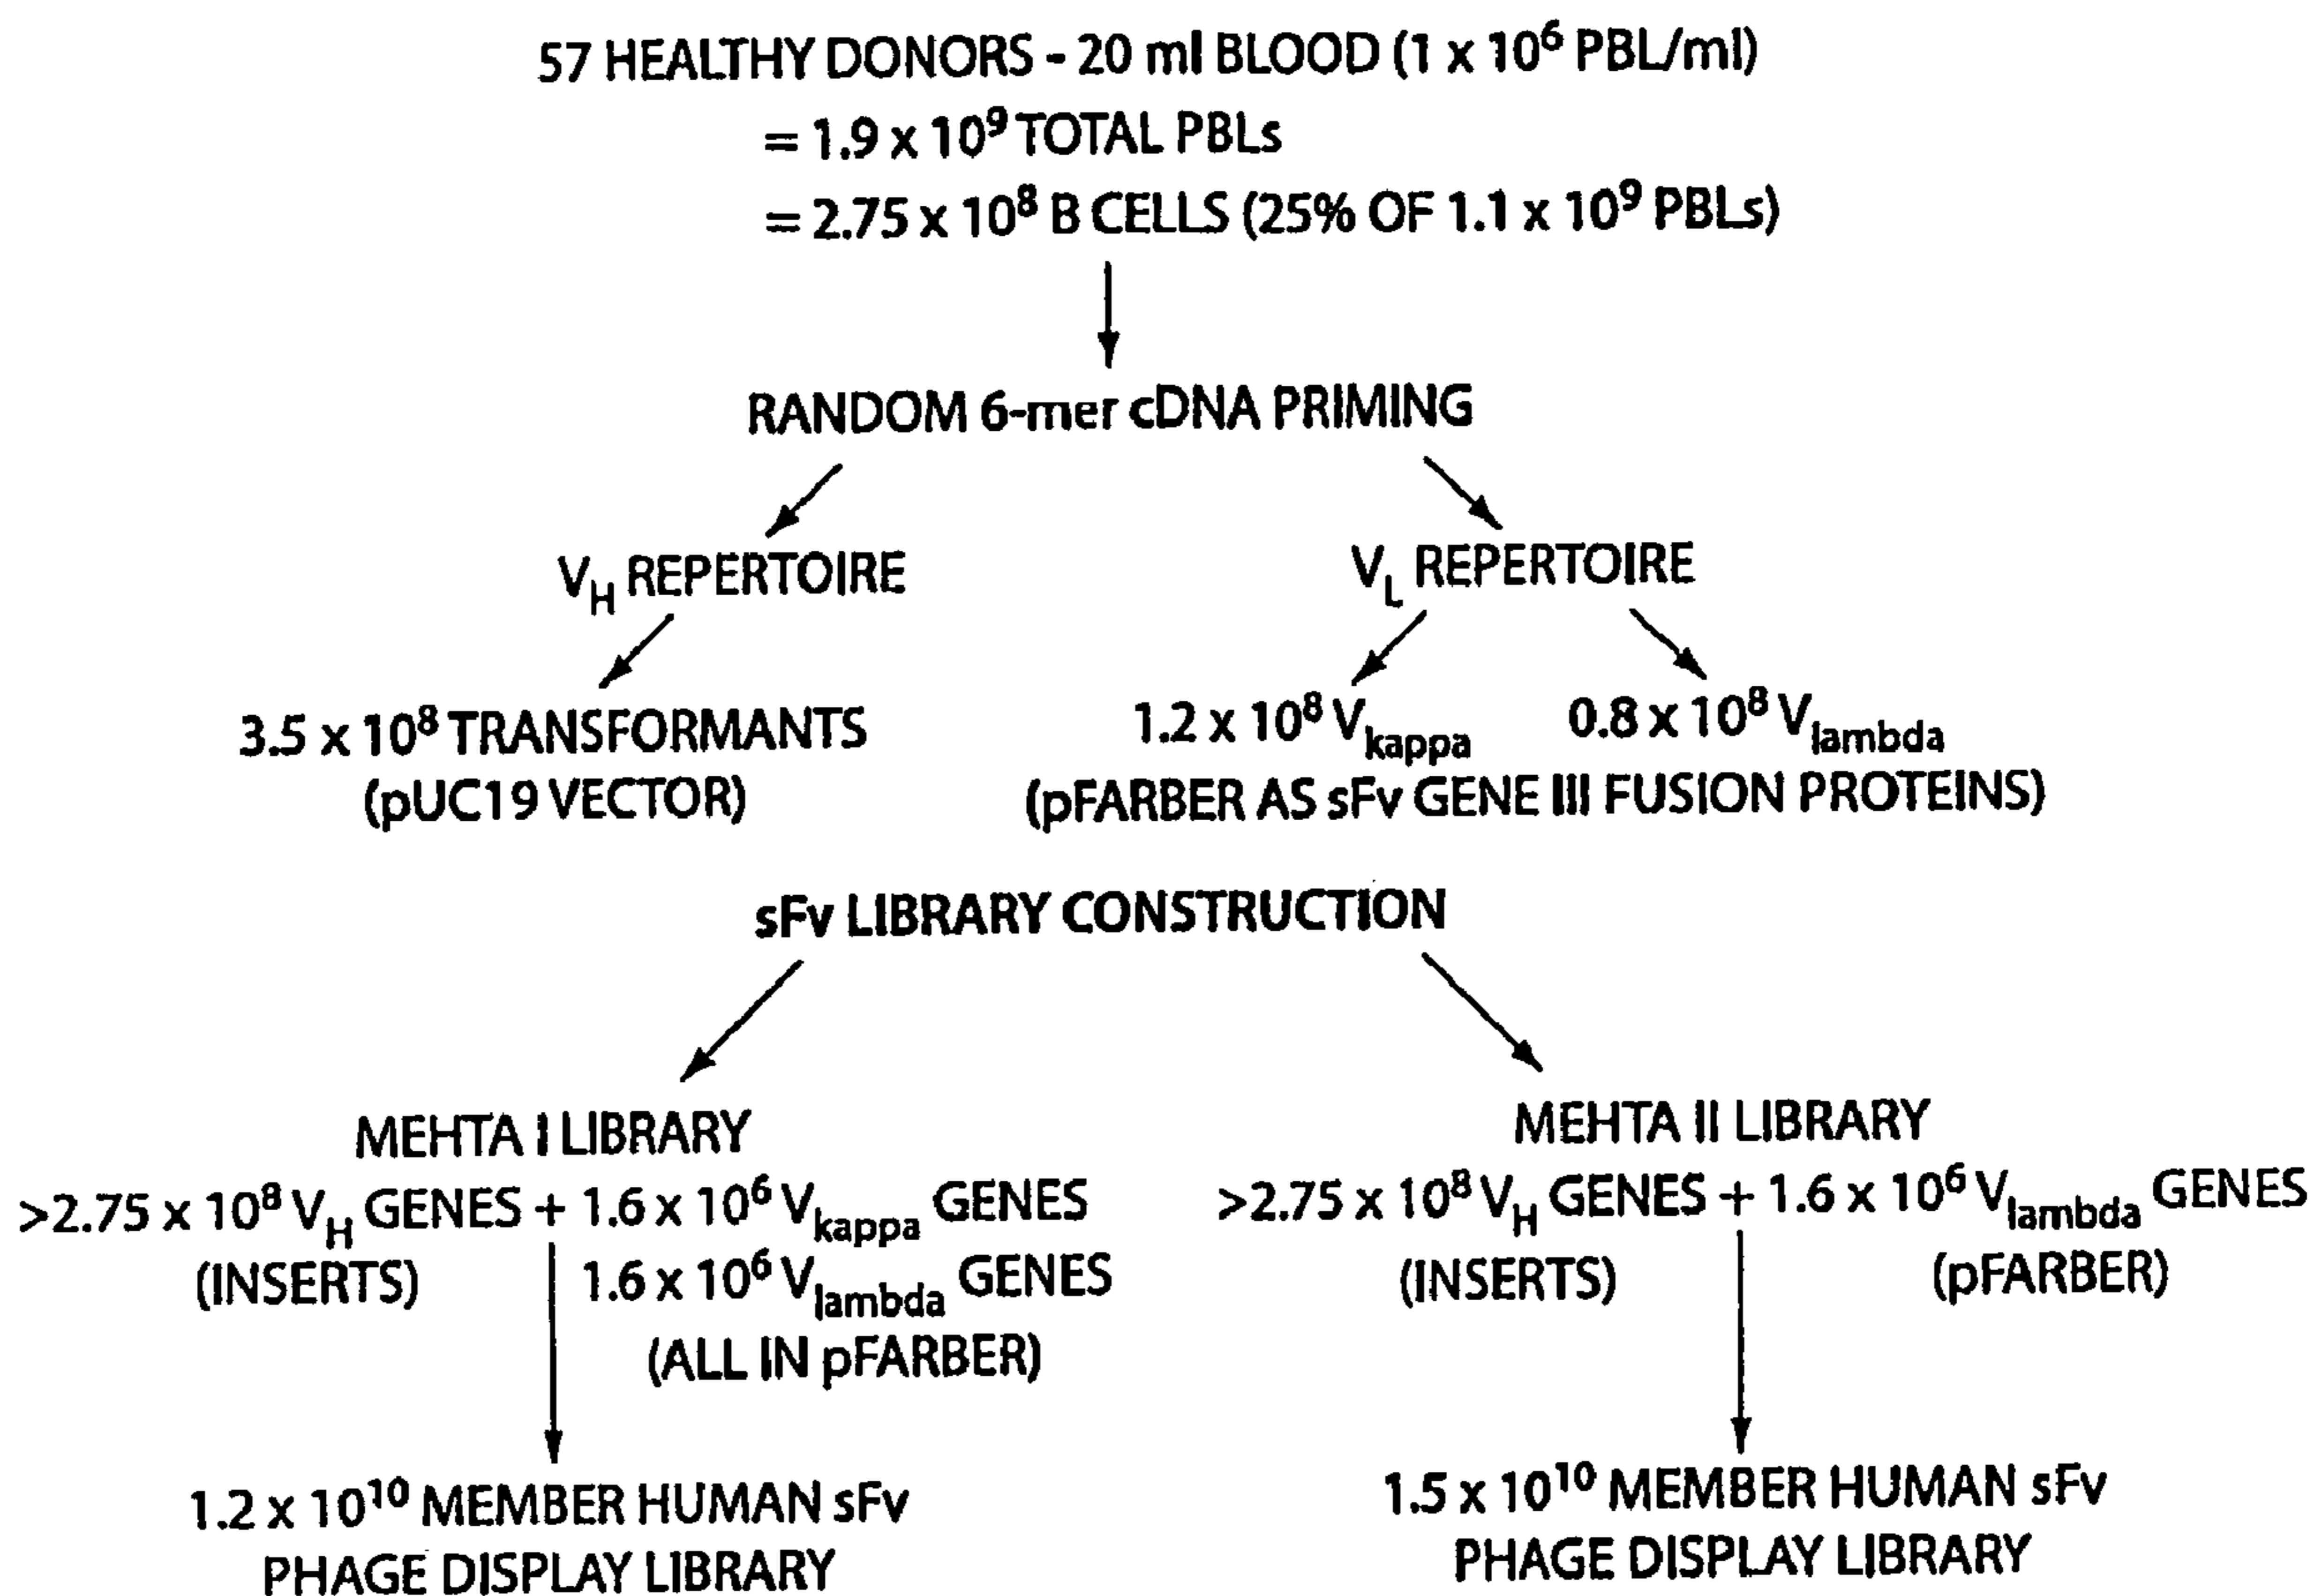 57 HEALTHY DONORS - 20 ml BLOOD (1 x 10⁶ PBL/ml)
= 1.9 x 10⁹ TOTAL PBLs
= 2.75 x 10⁸ B CELLS (25% OF 1.1 x 10⁹ PBLs)
RANDOM 6-mer cDNA PRIMING
V_H REPERTOIRE
V_L REPERTOIRE
3.5 x 10⁸ TRANSFORMANTS
(pUC19 VECTOR)
1.2 x 10⁸ V_kappa
0.8 x 10⁸ V_lambda
(pFARBER AS sFv GENE III FUSION PROTEINS)
sFv LIBRARY CONSTRUCTION
MEHTA I LIBRARY
>2.75 x 10⁸ V_H GENES + 1.6 x 10⁶ V_kappa GENES
(INSERTS)
1.6 x 10⁶ V_lambda GENES
(ALL IN pFARBER)
1.2 x 10¹⁰ MEMBER HUMAN sFv
PHAGE DISPLAY LIBRARY
MEHTA II LIBRARY
>2.75 x 10⁸ V_H GENES + 1.6 x 10⁶ V_lambda GENES
(INSERTS)
(pFARBER)
1.5 x 10¹⁰ MEMBER HUMAN sFv
PHAGE DISPLAY LIBRARY